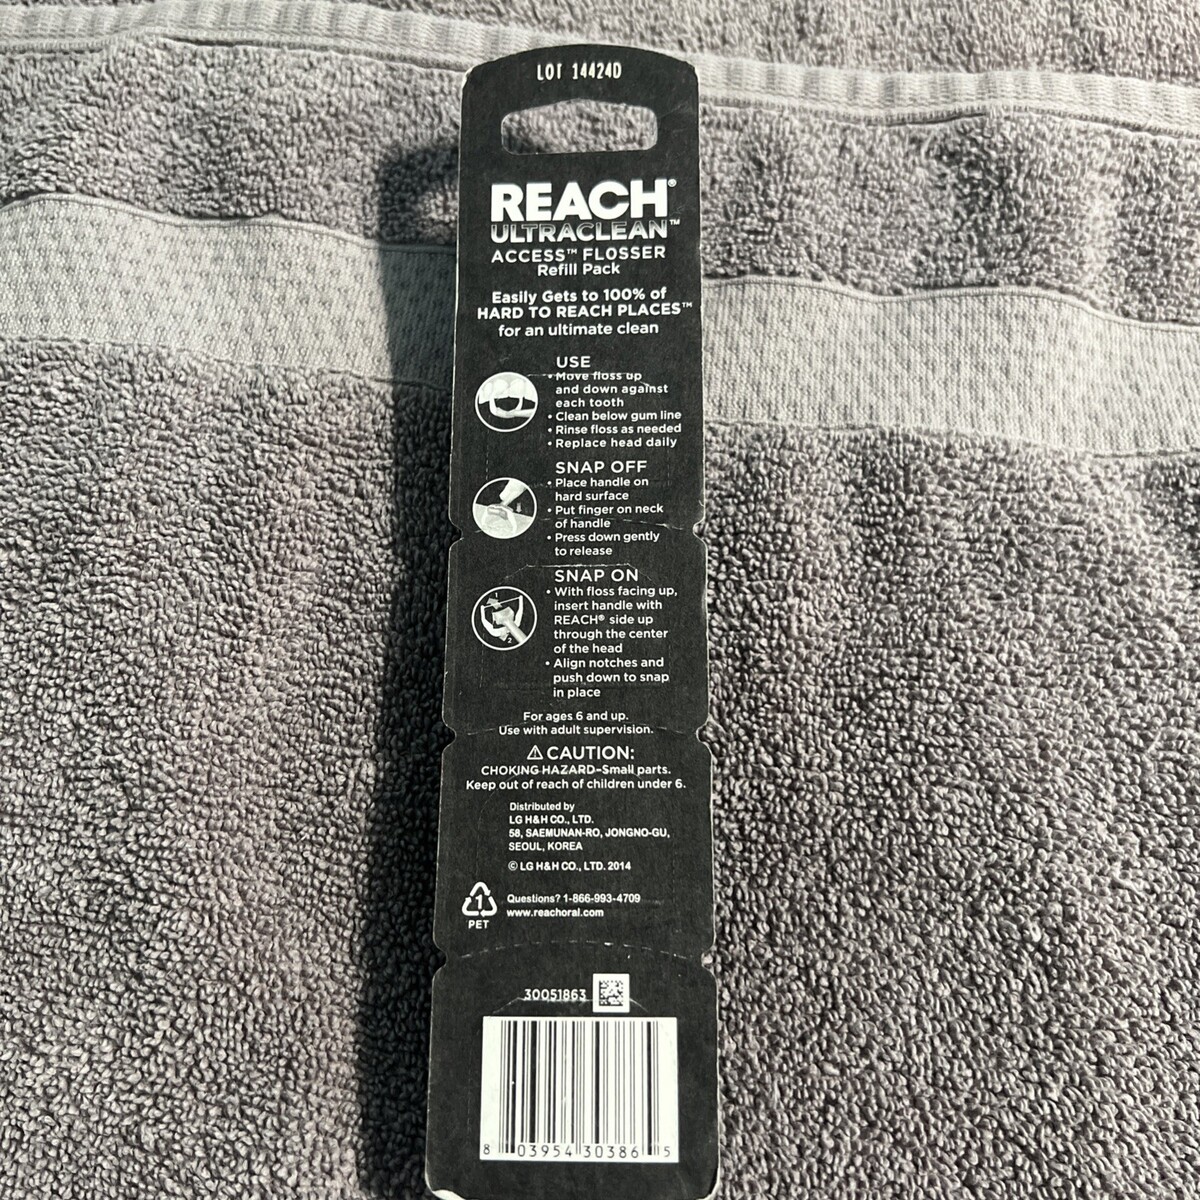 LOT 14424D
REACH®
ULTRACLEAN™
ACCESS™ FLOSSER
Refill Pack
Easily Gets to 100% of
HARD TO REACH PLACES™
for an ultimate clean
USE
• Move floss up
and down against
each tooth
• Clean below gum line
• Rinse floss as needed
• Replace head daily
SNAP OFF
• Place handle on
hard surface
• Put finger on neck
of handle
• Press down gently
to release
SNAP ON
• With floss facing up,
insert handle with
REACH® side up
through the center
of the head
• Align notches and
push down to snap
in place
For ages 6 and up.
Use with adult supervision.
⚠ CAUTION:
CHOKING HAZARD–Small parts.
Keep out of reach of children under 6.
Distributed by
LG H&H CO., LTD.
58, SAEMUNAN-RO, JONGNO-GU,
SEOUL, KOREA
© LG H&H CO., LTD. 2014
1
PET
Questions? 1-866-993-4709
www.reachoral.com
30051863
8 03954 30386 5